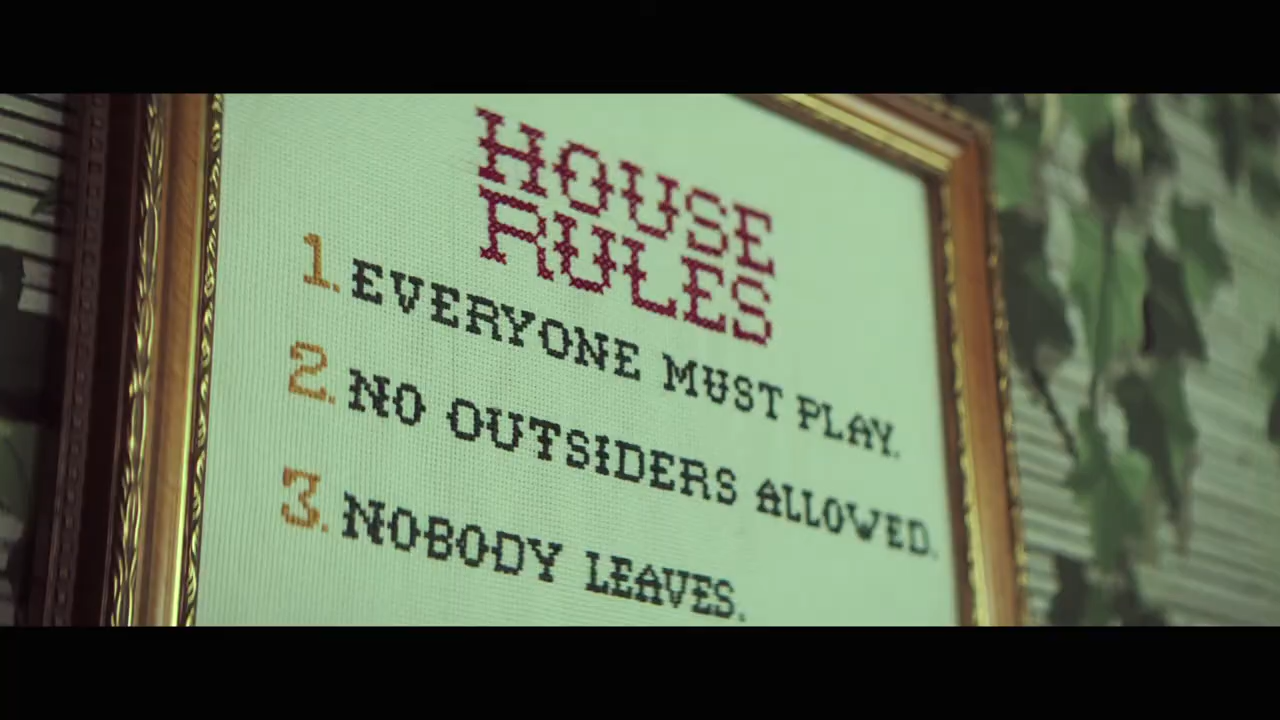 HOUSE
RULES
1. EVERYONE MUST PLAY.
2. NO OUTSIDERS ALLOWED.
3. NOBODY LEAVES.